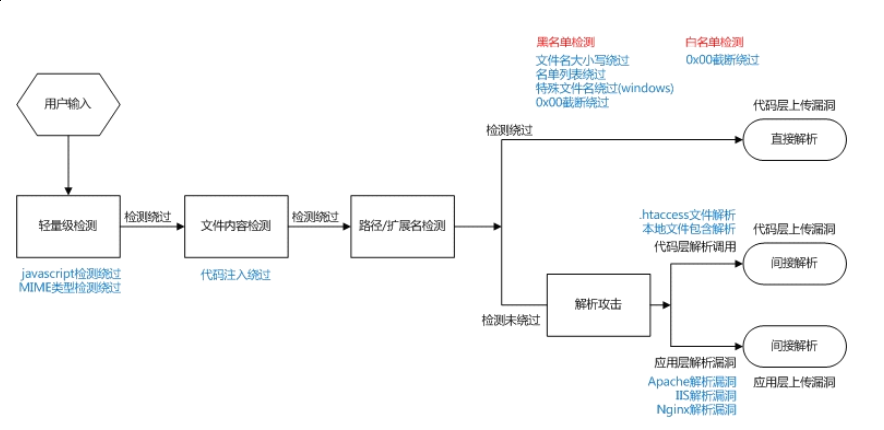 黑名单检测
白名单检测
文件名大小写绕过
名单列表绕过
特殊文件名绕过(windows)
0x00截断绕过
0x00截断绕过
用户输入
代码层上传漏洞
检测绕过
直接解析
轻量级检测
检测绕过
文件内容检测
检测绕过
路径/扩展名检测
javascript检测绕过
MIME类型检测绕过
代码注入绕过
.htaccess文件解析
本地文件包含解析
代码层解析调用
代码层上传漏洞
间接解析
检测未绕过
解析攻击
间接解析
应用层解析漏洞
Apache解析漏洞
IIS解析漏洞
Nginx解析漏洞
应用层上传漏洞